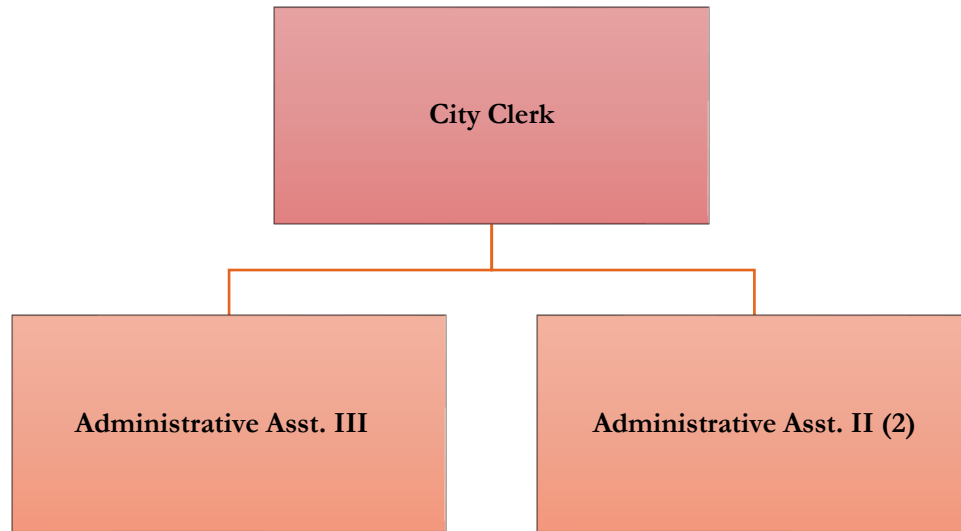 City Clerk
Administrative Asst. III
Administrative Asst. II (2)